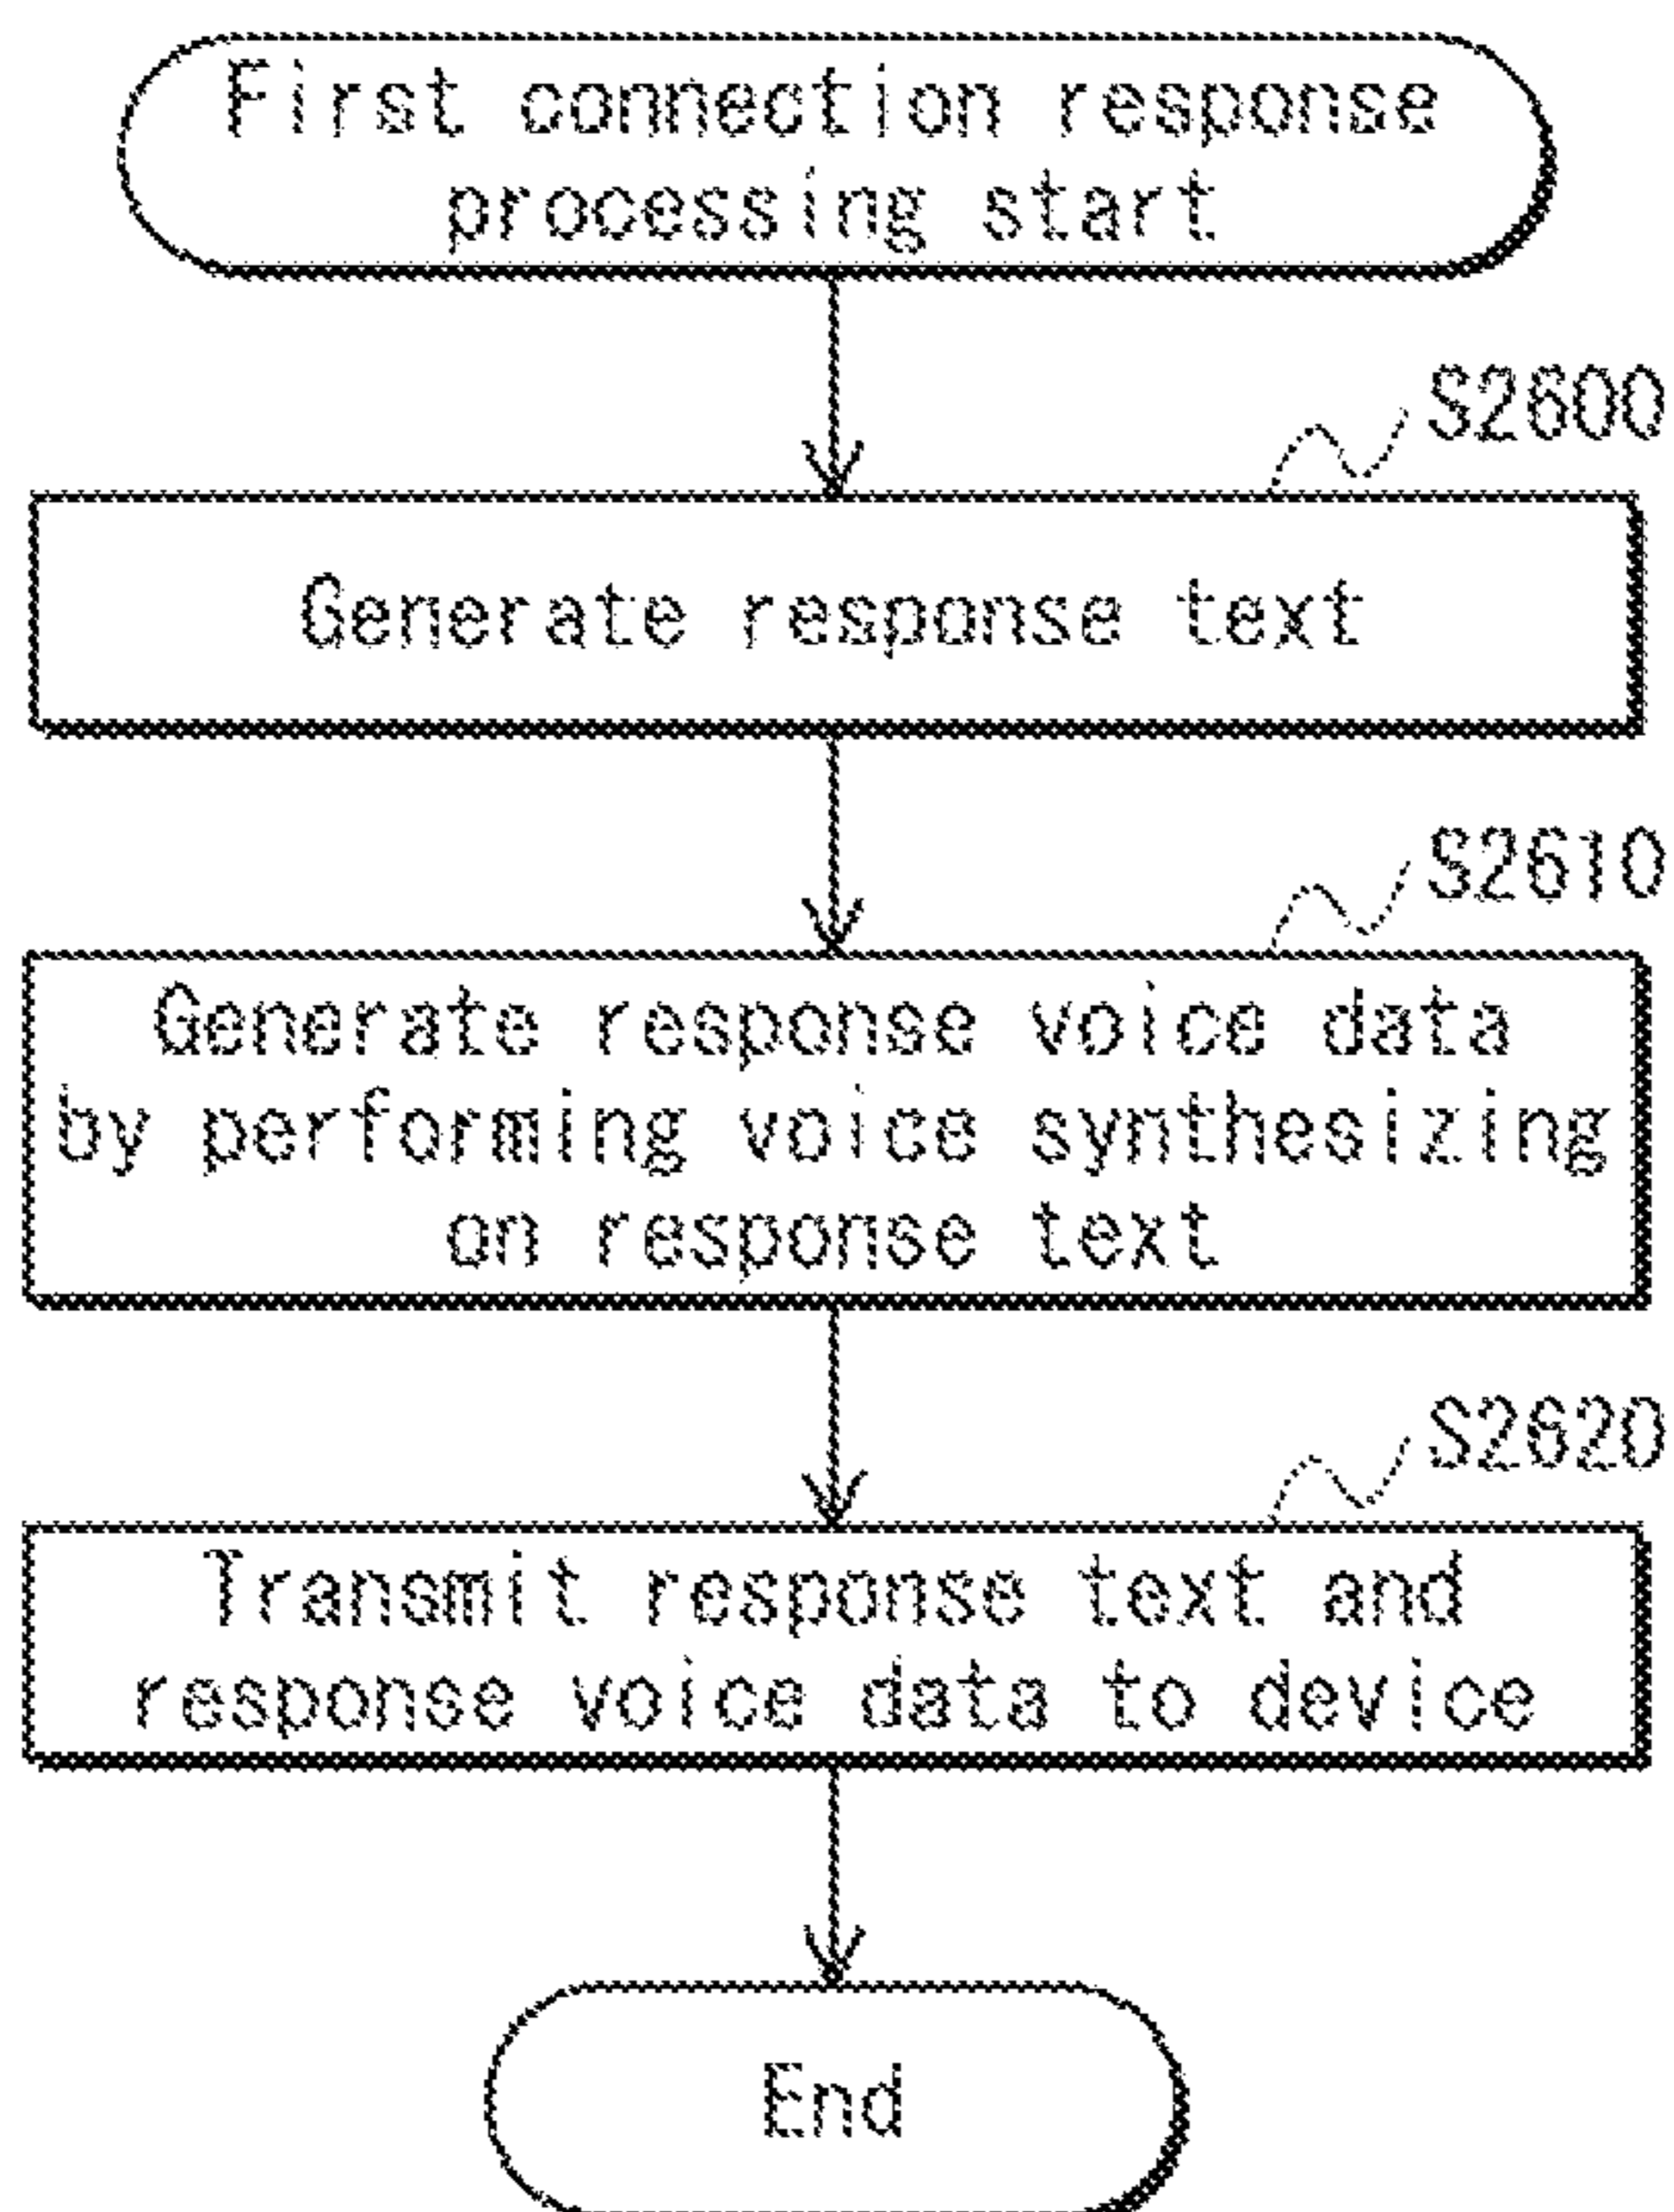 First connection response
processing start
S2600
Generate response text
S2610
Generate response voice data
by performing voice synthesizing
on response text
S2620
Transmit response text and
response voice data to device
End